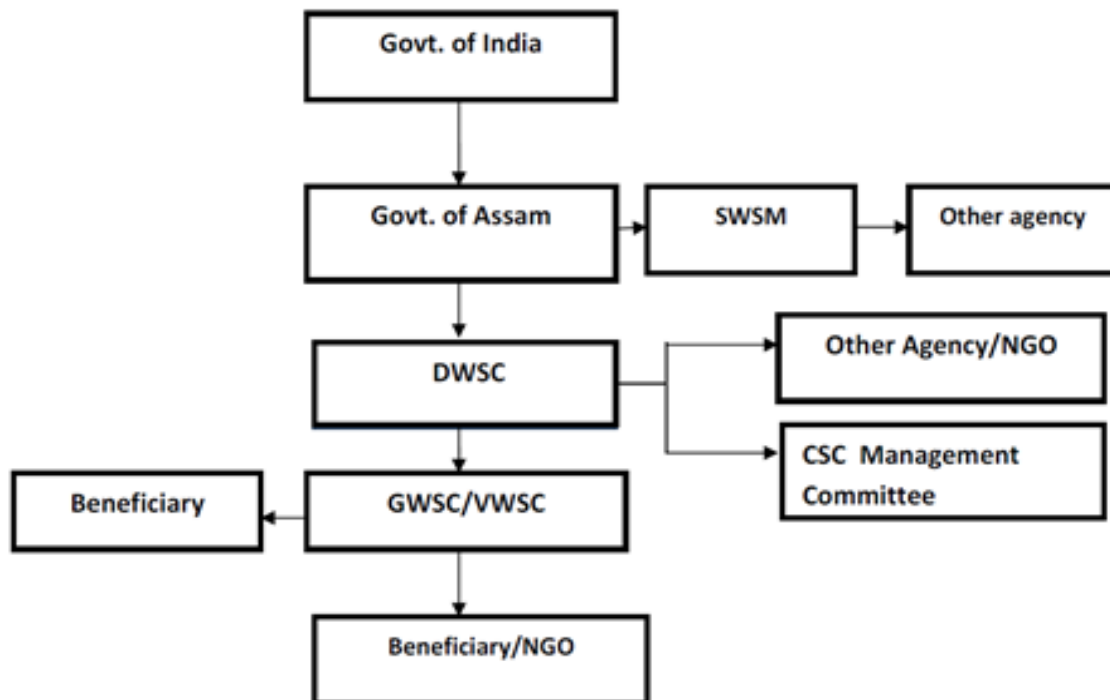 Govt. of India
Govt. of Assam
SWSM
Other agency
DWSC
Other Agency/NGO
CSC Management
Committee
Beneficiary
GWSC/VWSC
Beneficiary/NGO